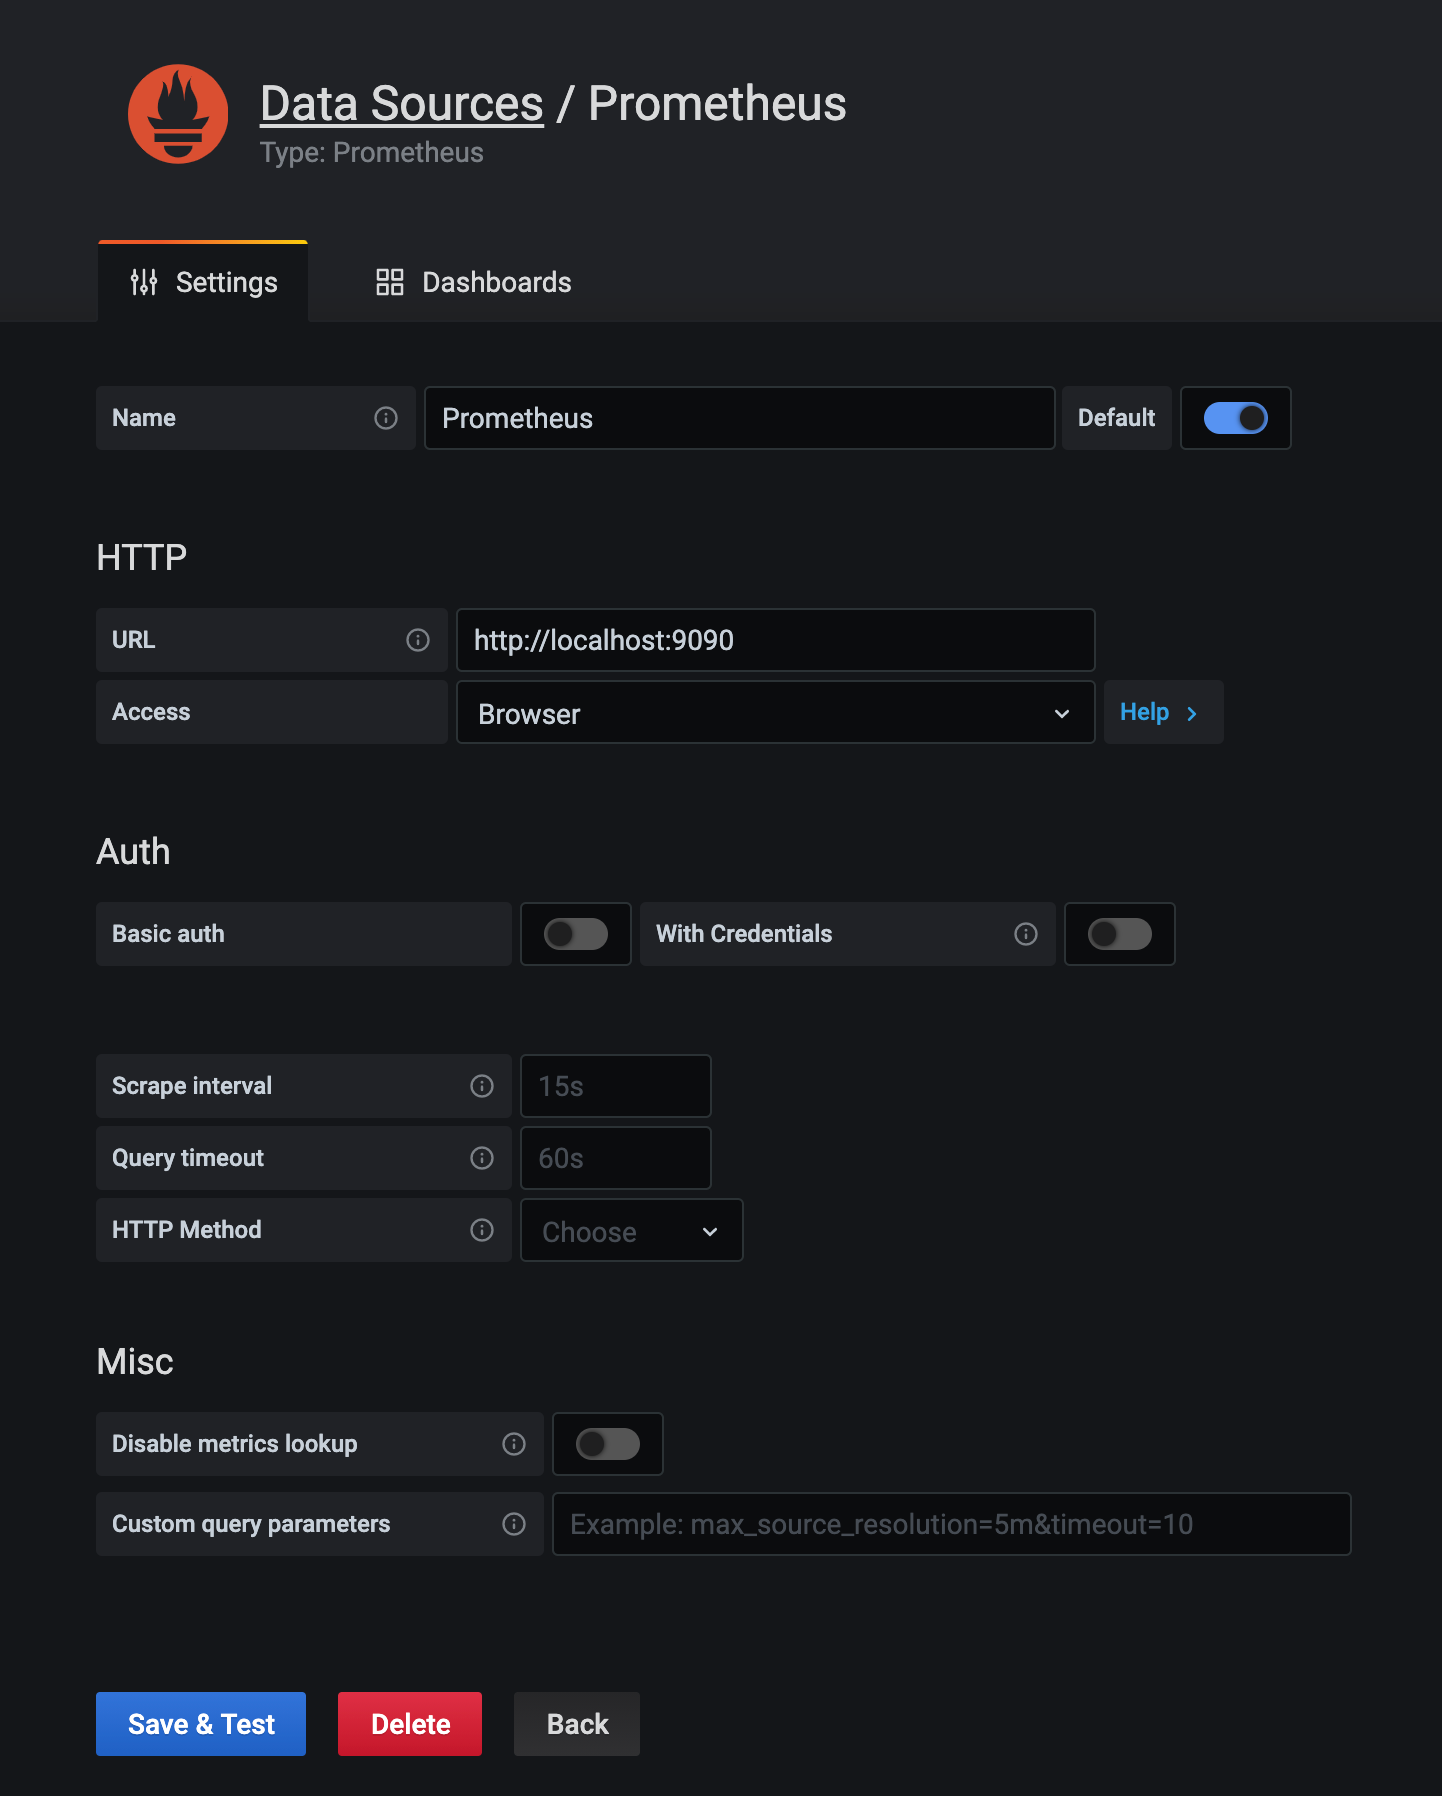 Data Sources / Prometheus
Type: Prometheus
Settings
Dashboards
Name
Prometheus
Default
HTTP
URL
http://localhost:9090
Access
Browser
Help
Auth
Basic auth
With Credentials
Scrape interval
15s
Query timeout
60s
HTTP Method
Choose
Misc
Disable metrics lookup
Custom query parameters
Example: max_source_resolution=5m&timeout=10
Save & Test
Delete
Back